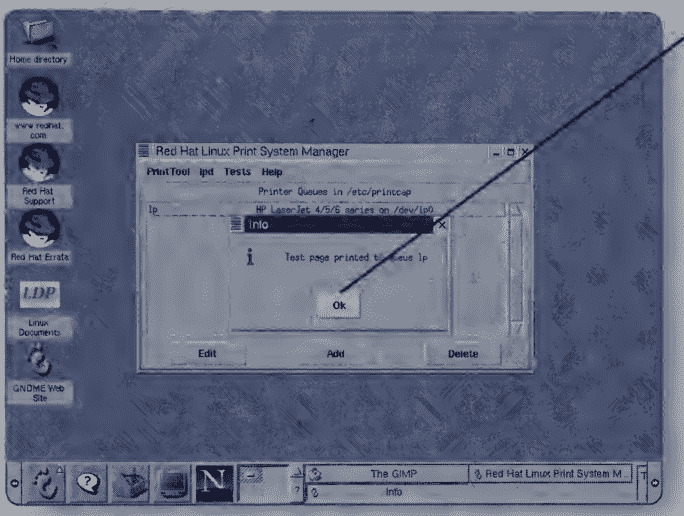 Home directory
www.redhat.
com
Red Hat
Support
Red Hat Errata
LDP
Linux
Documents
GNOME Web
Site
Red Hat Linux Print System Manager
PrintTool lpd Tests Help
Printer Queues in /etc/printcap
lp HP LaserJet 4/5/6 series on /dev/lp0
Info
i Test page printed to queue lp
Ok
Edit Add Delete
N
The GIMP
Red Hat Linux Print System M
Info